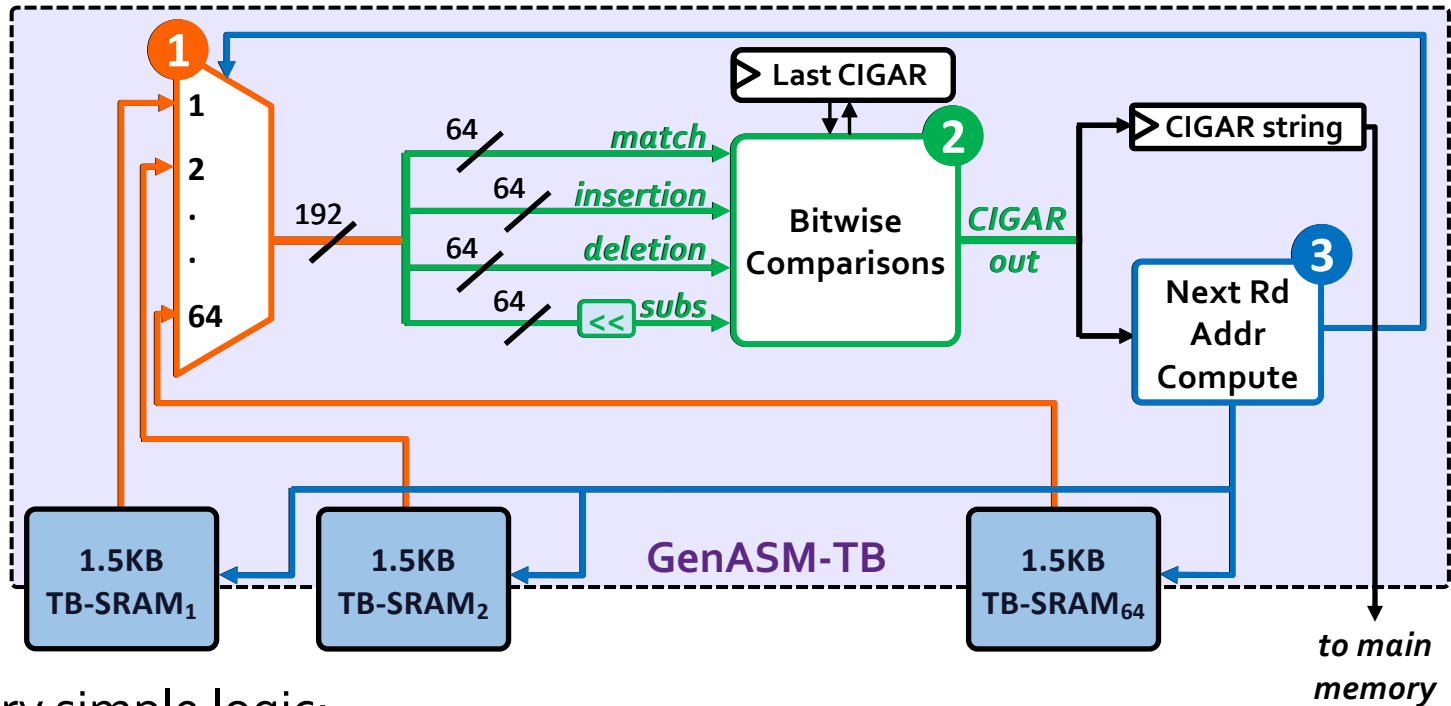 1
1
2
.
.
64
192
64
match
64
insertion
64
deletion
64
<<
subs
Last CIGAR
2
Bitwise
Comparisons
CIGAR
out
CIGAR string
3
Next Rd
Addr
Compute
1.5KB
TB-SRAM₁
1.5KB
TB-SRAM₂
GenASM-TB
1.5KB
TB-SRAM₆₄
to main
memory
simple logic: